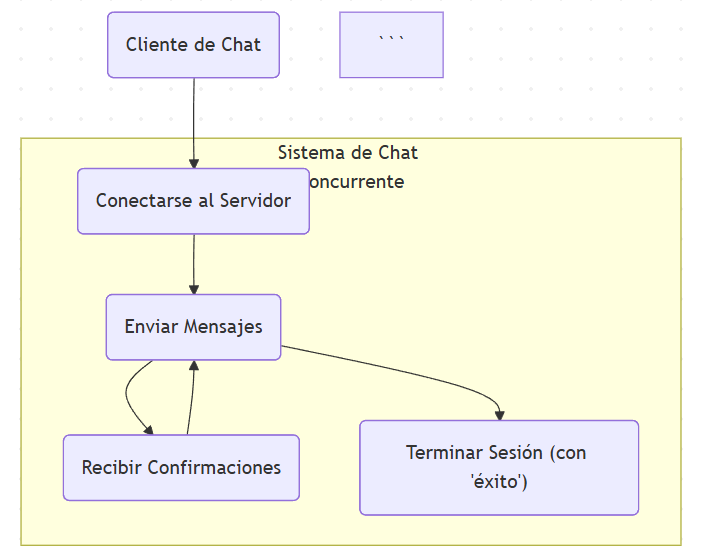 Cliente de Chat
```
Sistema de Chat
oncurrente
Conectarse al Servidor
Enviar Mensajes
Recibir Confirmaciones
Terminar Sesión (con
'éxito')